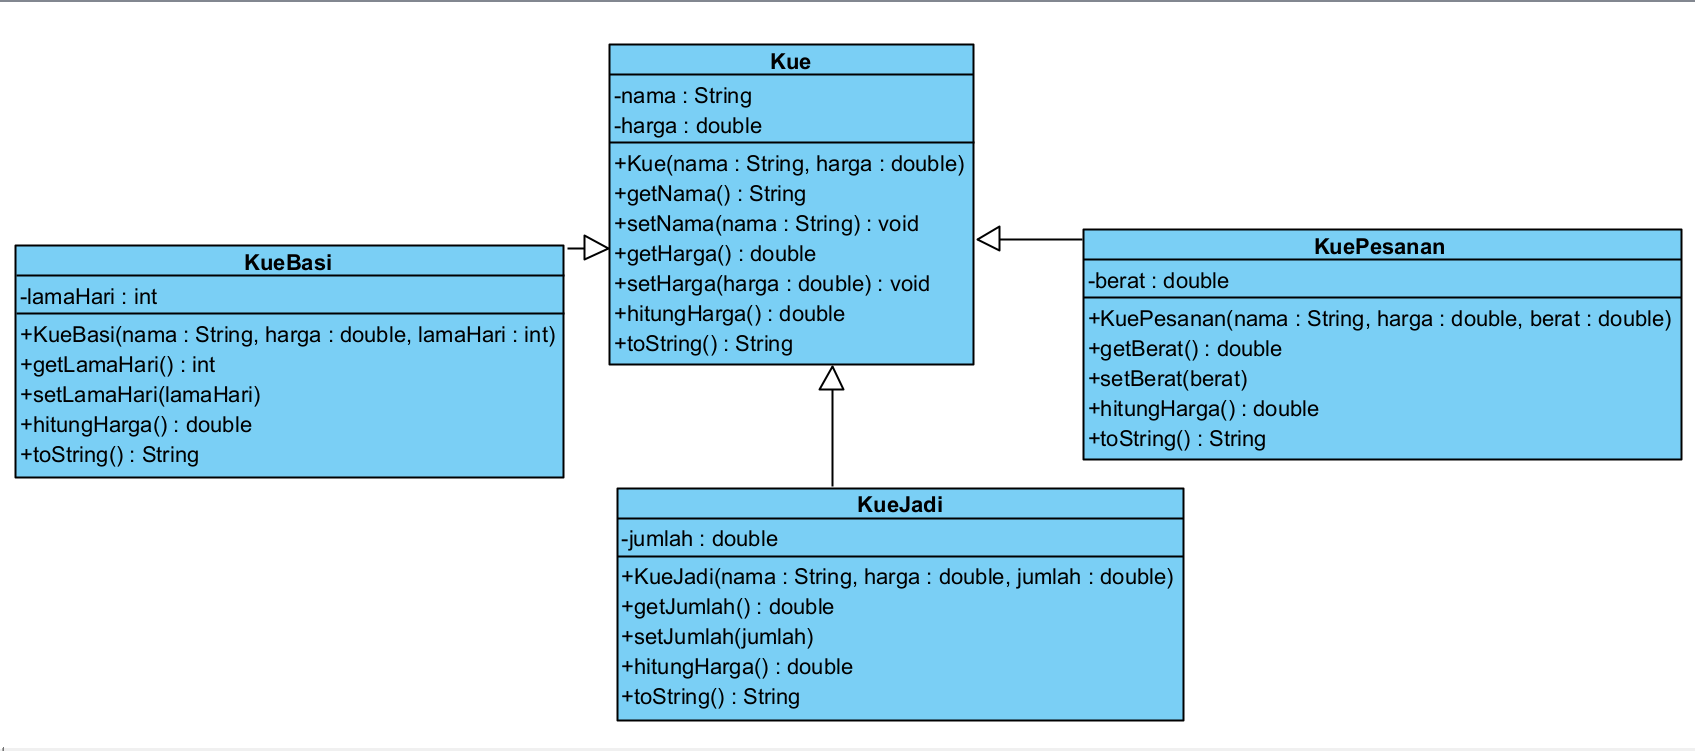 Kue
-nama : String
-harga : double
+Kue(nama : String, harga : double)
+getNama() : String
+setNama(nama : String) : void
+getHarga() : double
+setHarga(harga : double) : void
+hitungHarga() : double
+toString() : String
KueBasi
-lamaHari : int
+KueBasi(nama : String, harga : double, lamaHari : int)
+getLamaHari() : int
+setLamaHari(lamaHari)
+hitungHarga() : double
+toString() : String
KuePesanan
-berat : double
+KuePesanan(nama : String, harga : double, berat : double)
+getBerat() : double
+setBerat(berat)
+hitungHarga() : double
+toString() : String
KueJadi
-jumlah : double
+KueJadi(nama : String, harga : double, jumlah : double)
+getJumlah() : double
+setJumlah(jumlah)
+hitungHarga() : double
+toString() : String